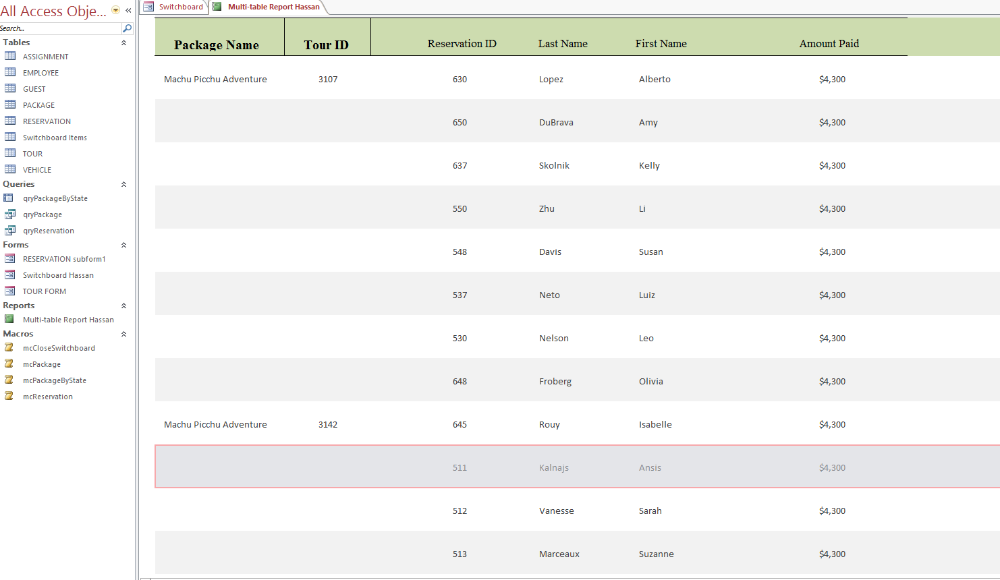 All Access Obje...
Search...
Tables
ASSIGNMENT
EMPLOYEE
GUEST
PACKAGE
RESERVATION
Switchboard Items
TOUR
VEHICLE
Queries
qryPackageByState
qryPackage
qryReservation
Forms
RESERVATION subform1
Switchboard Hassan
TOUR FORM
Reports
Multi-table Report Hassan
Macros
mcCloseSwitchboard
mcPackage
mcPackageByState
mcReservation
Switchboard Multi-table Report Hassan
Package Name Tour ID Reservation ID Last Name First Name Amount Paid
Machu Picchu Adventure 3107 630 Lopez Alberto $4,300
650 DuBrava Amy $4,300
637 Skolnik Kelly $4,300
550 Zhu Li $4,300
548 Davis Susan $4,300
537 Neto Luiz $4,300
530 Nelson Leo $4,300
648 Froberg Olivia $4,300
Machu Picchu Adventure 3142 645 Rouy Isabelle $4,300
511 Kalnajs Ansis $4,300
512 Vanesse Sarah $4,300
513 Marceaux Suzanne $4,300